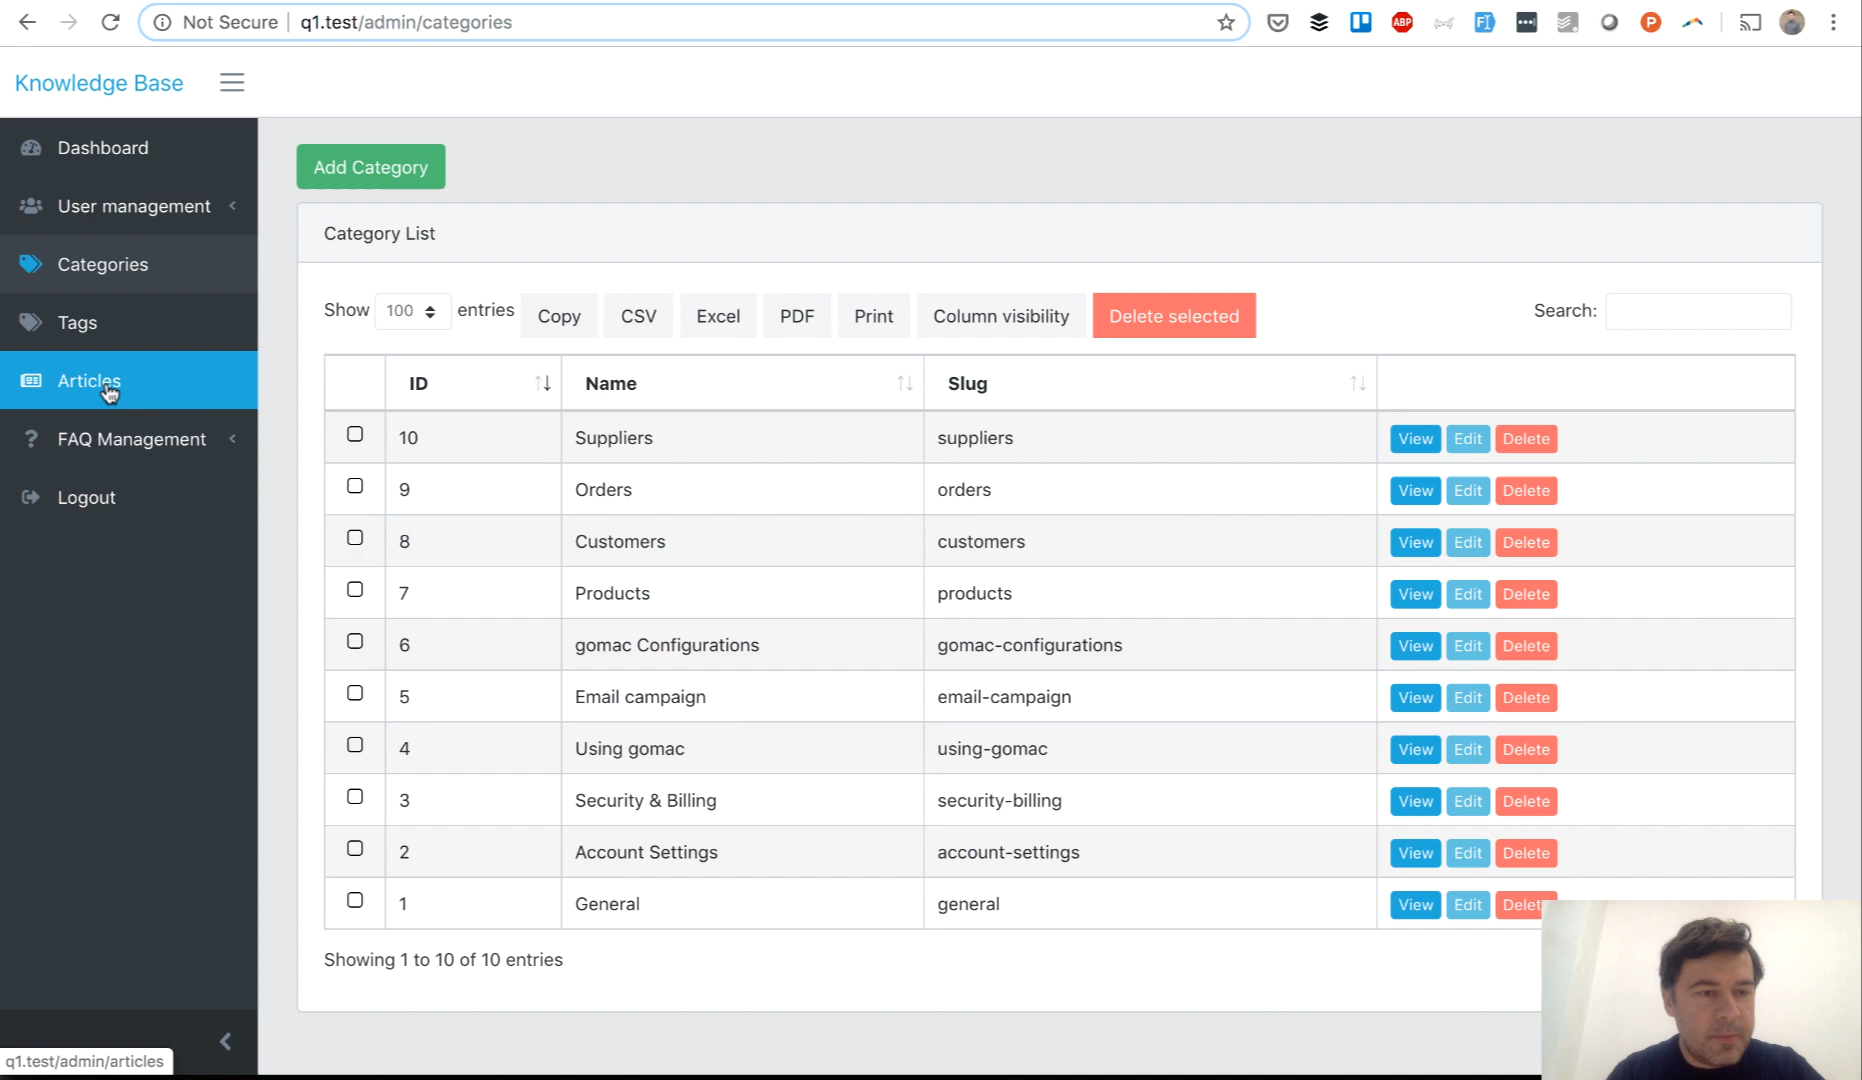 Not Secure | q1.test/admin/categories
ABP
P
Knowledge Base
Dashboard
User management
Categories
Tags
Articles
FAQ Management
Logout
q1.test/admin/articles
Add Category
Category List
Show 100 entries Copy CSV Excel PDF Print Column visibility Delete selected Search:
ID Name Slug
10 Suppliers suppliers View Edit Delete
9 Orders orders View Edit Delete
8 Customers customers View Edit Delete
7 Products products View Edit Delete
6 gomac Configurations gomac-configurations View Edit Delete
5 Email campaign email-campaign View Edit Delete
4 Using gomac using-gomac View Edit Delete
3 Security & Billing security-billing View Edit Delete
2 Account Settings account-settings View Edit Delete
1 General general View Edit Delet
Showing 1 to 10 of 10 entries